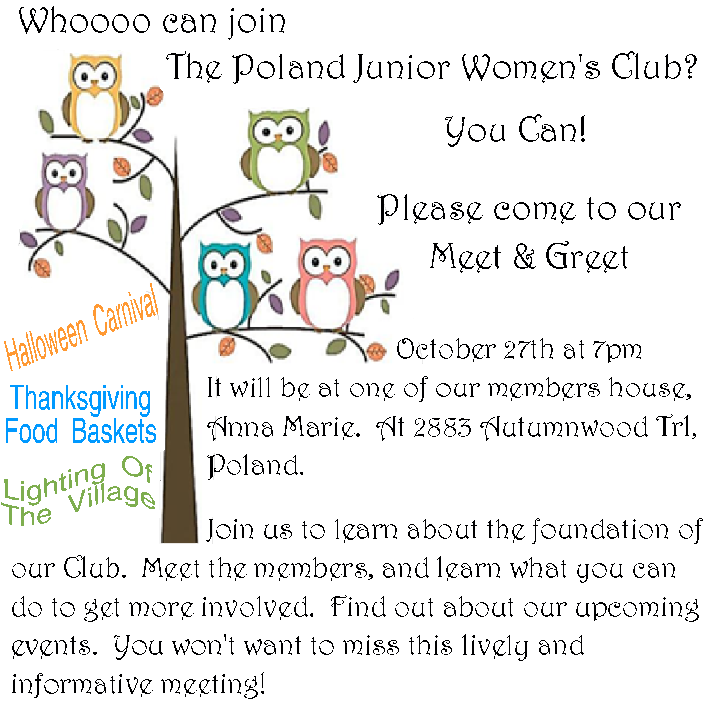 Whoooo can join
The Poland Junior Women's Club?
You Can!
Please come to our
Meet & Greet
October 27th at 7pm
It will be at one of our members house,
Anna Marie. At 2883 Autumnwood Trl,
Poland.
Halloween Carnival
Thanksgiving
Food Baskets
Lighting Of
The Village
Join us to learn about the foundation of
our Club. Meet the members, and learn what you can
do to get more involved. Find out about our upcoming
events. You won't want to miss this lively and
informative meeting!